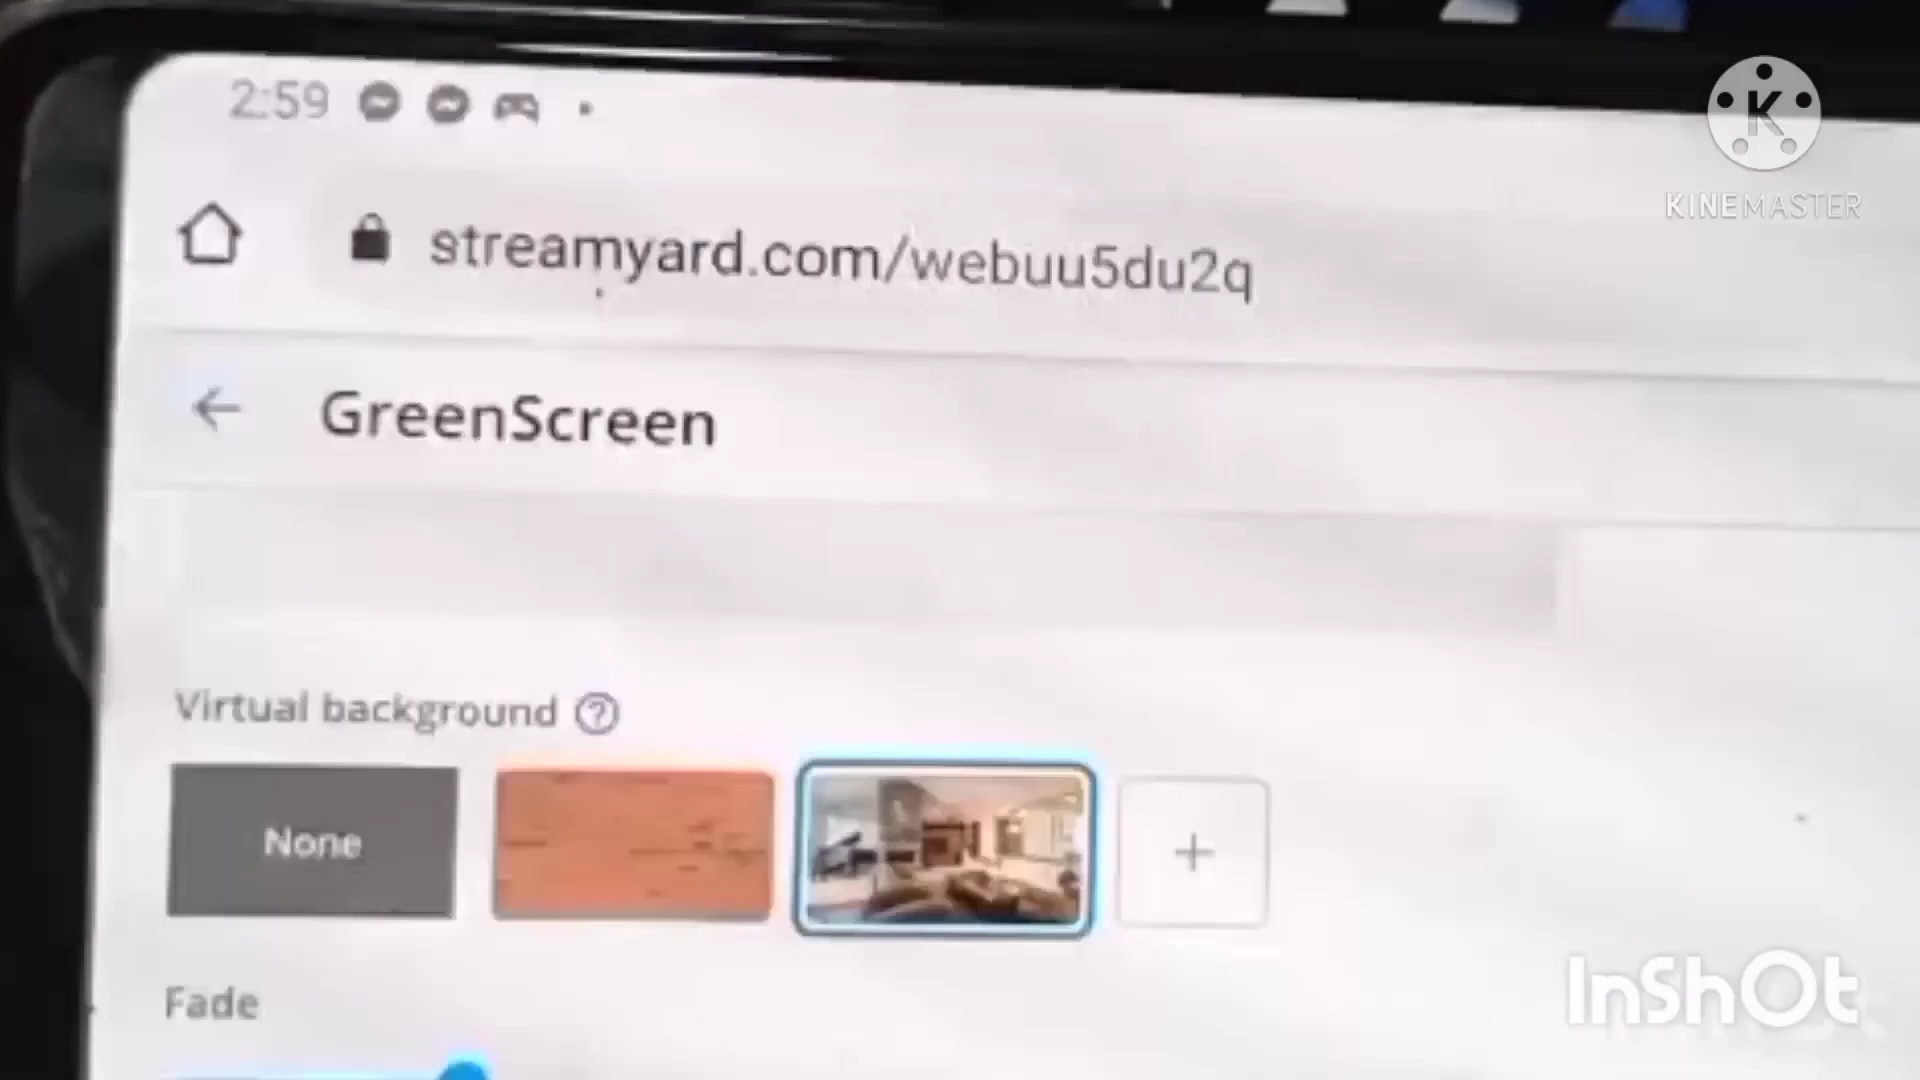 2:59
K
KINEMASTER
streamyard.com/webuu5du2q
GreenScreen
Virtual background ?
None
+
Fade
InShOt